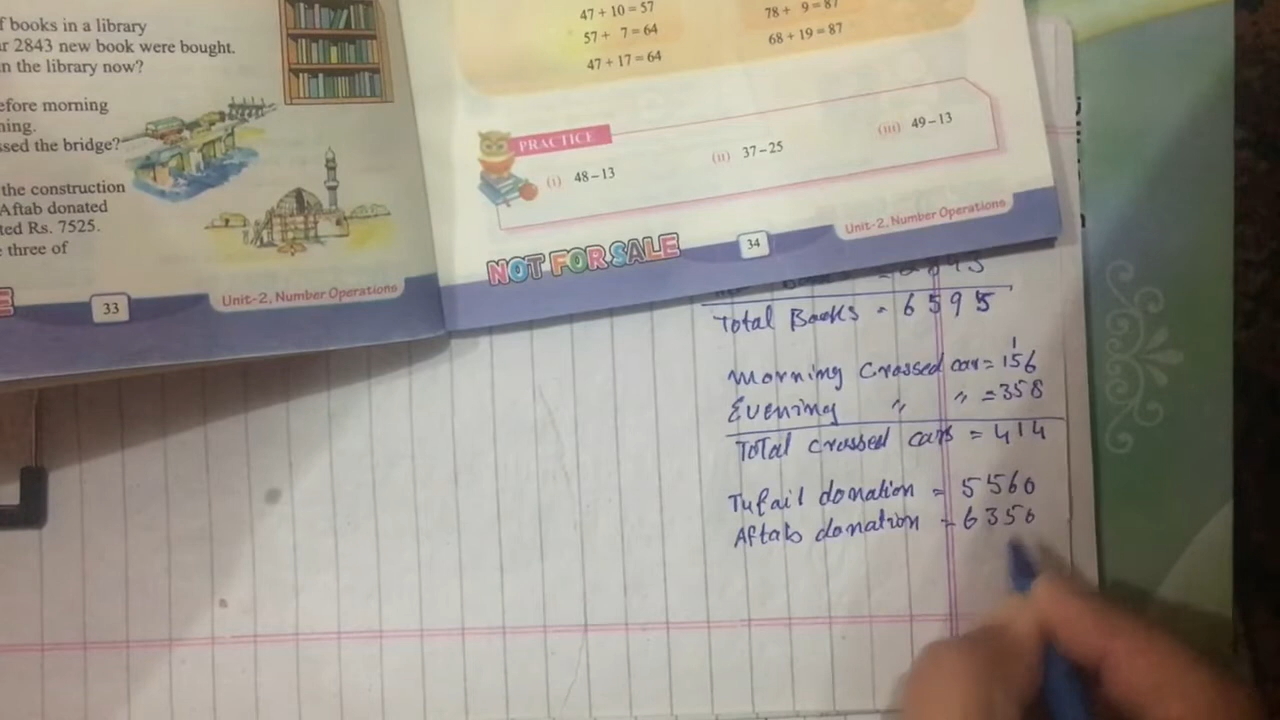 f books in a library
r 2843 new book were bought.
n the library now?
efore morning
ning.
ssed the bridge?
the construction
Aftab donated
ted Rs. 7525.
e three of
E
33
Unit-2, Number Operations
47 + 10 = 57
57 + 7 = 64
47 + 17 = 64
78 + 9 = 87
68 + 19 = 87
PRACTICE
(i) 48 – 13
(ii) 37 – 25
(iii) 49 – 13
NOT FOR SALE
34
Unit-2, Number Operations
Total Books = 6595
1
Morning Crossed car = 156
Evening " " = 358
Total crossed cars = 414
Tufail donation = 5560
Aftab donation = 6350